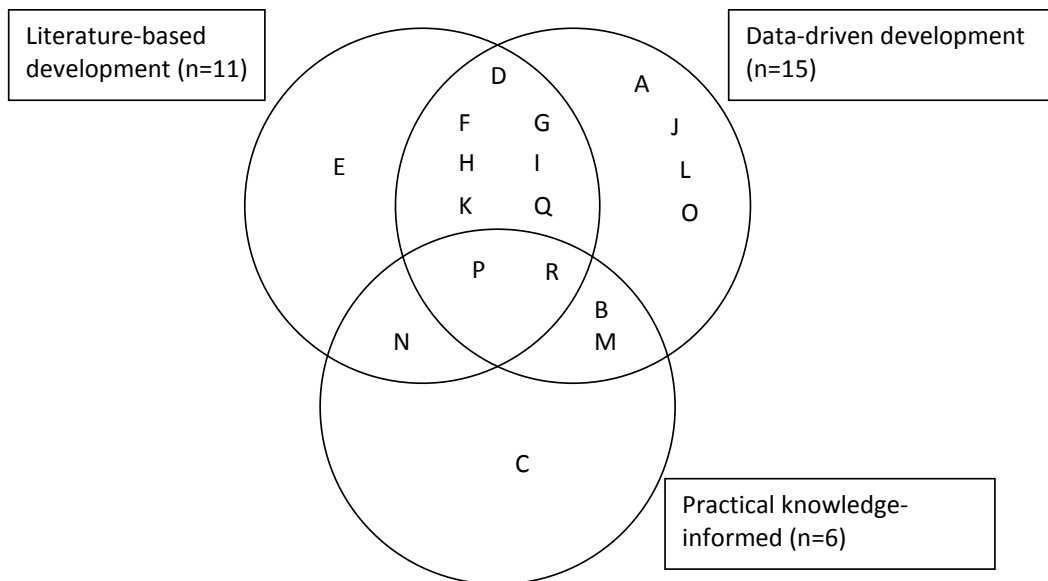 Literature-based
development (n=11)
Data-driven development
(n=15)
D
A
F G
J
H I
E
L
K Q
O
P R
B
N M
C
Practical knowledge-
informed (n=6)